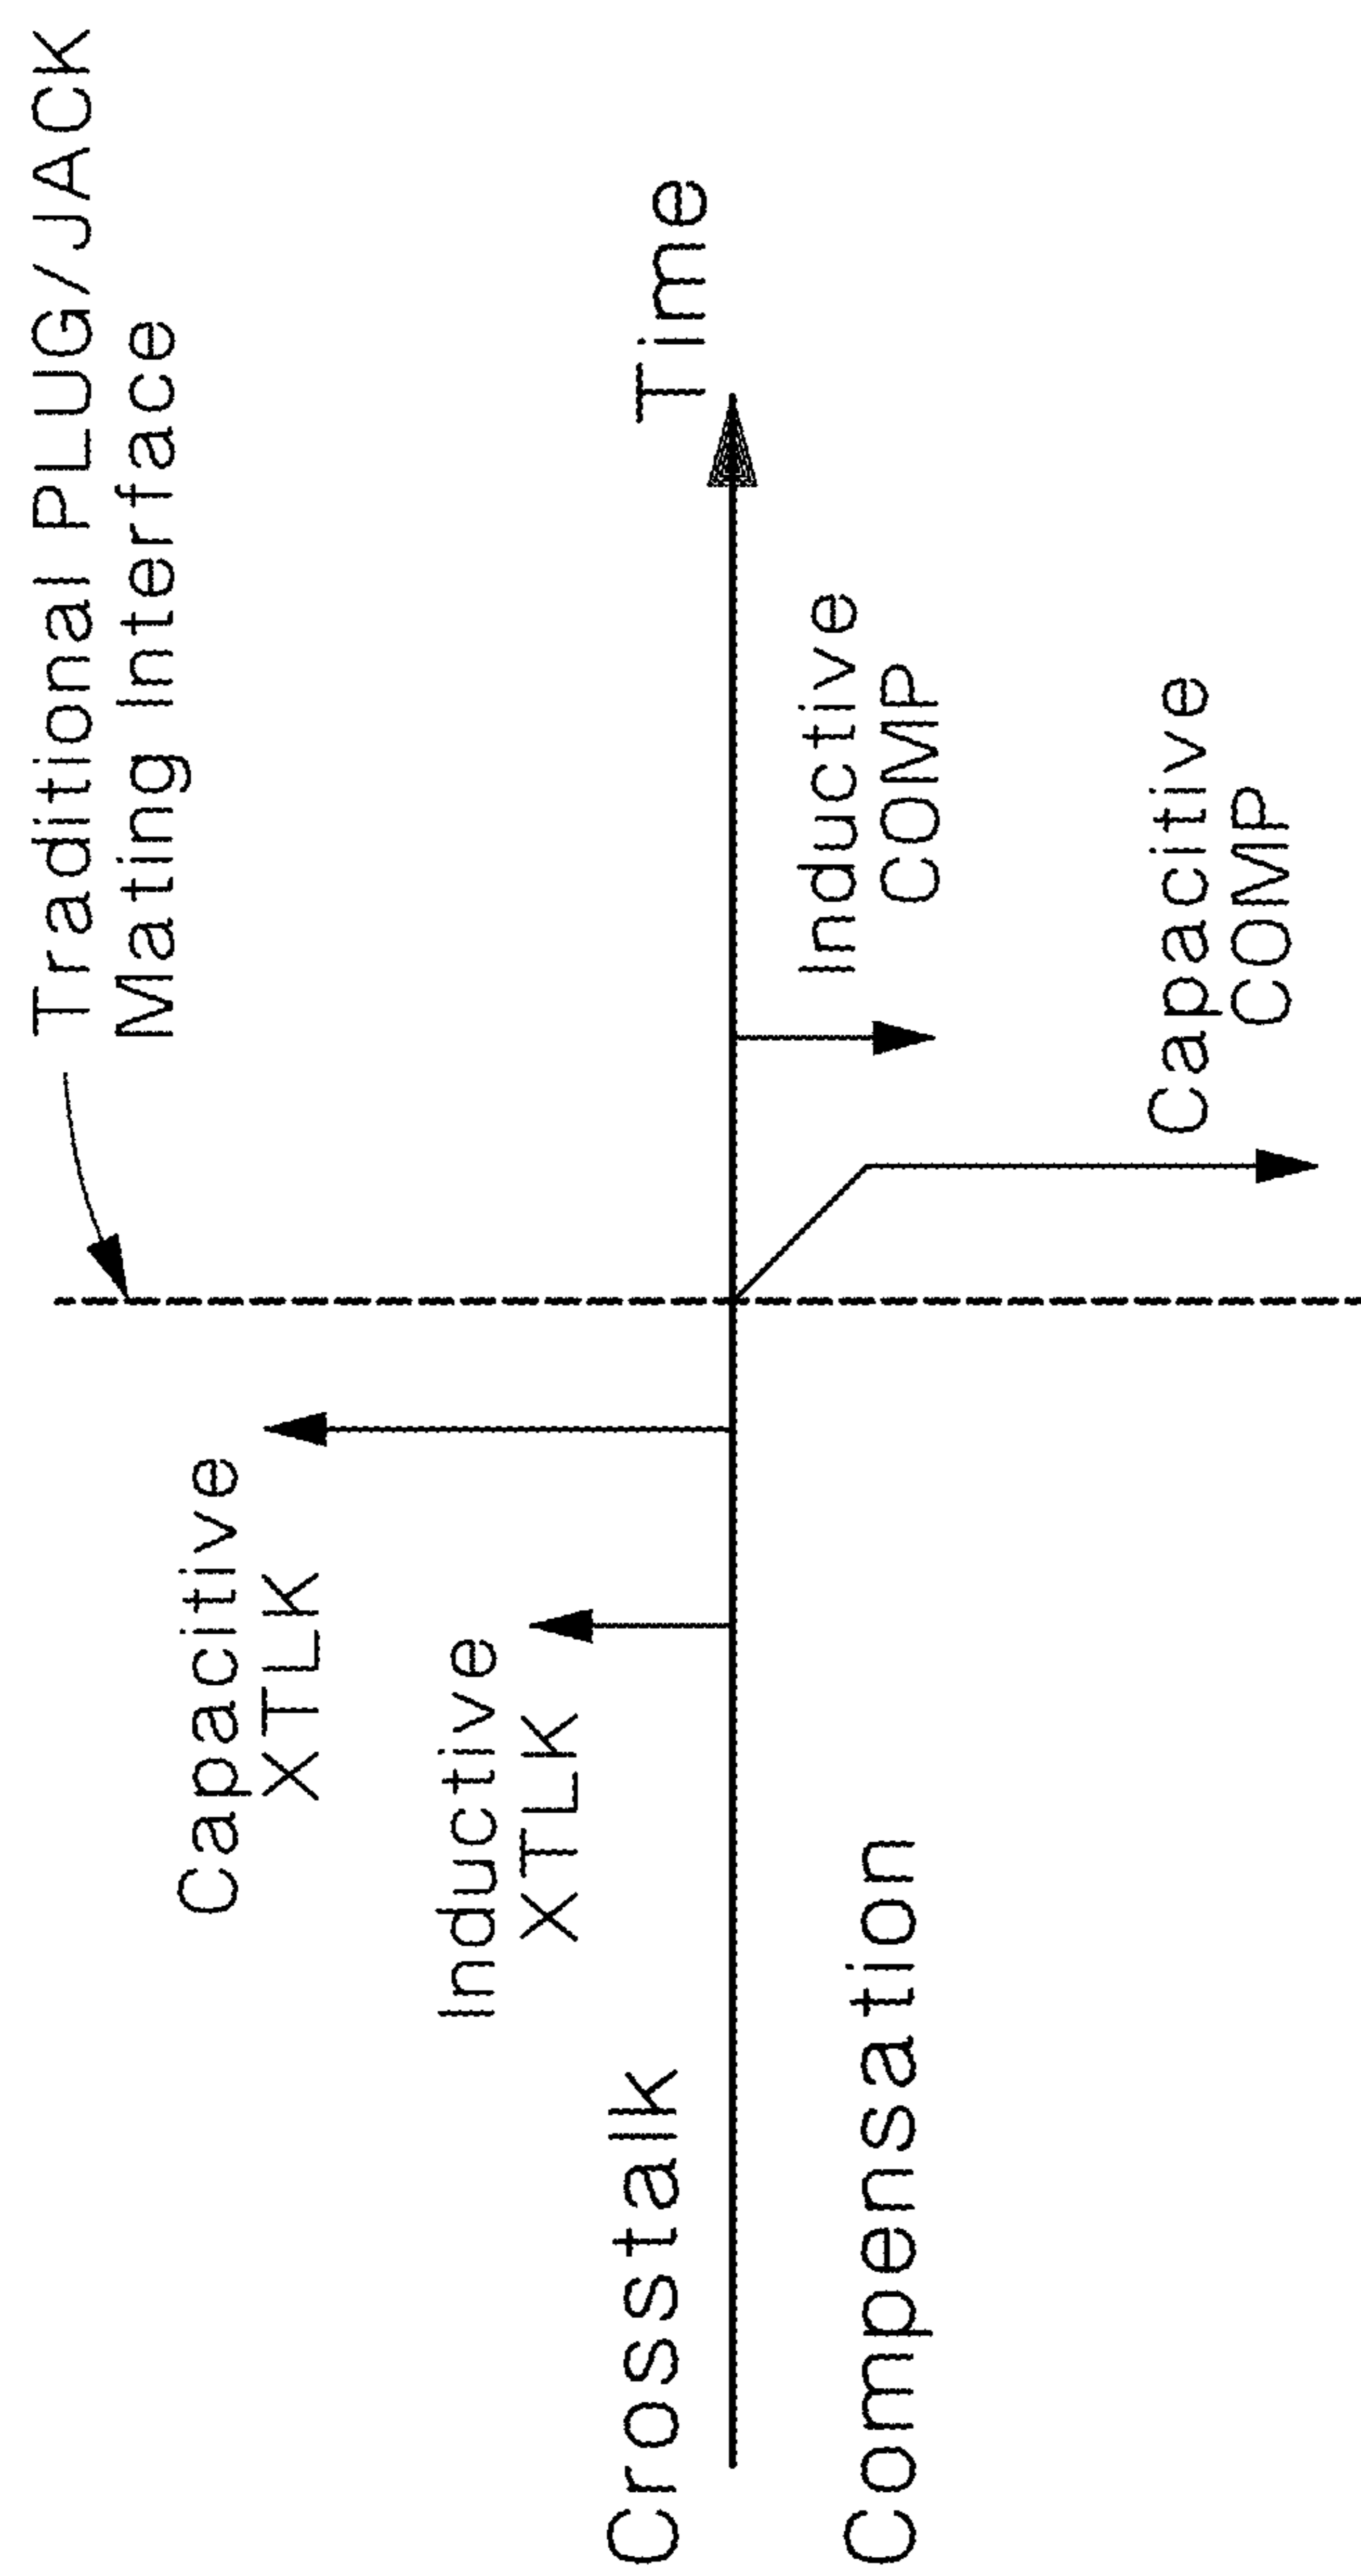 Traditional PLUG/JACK
Mating Interface
Capacitive
XTLK
Inductive
XTLK
Crosstalk
Time
Compensation
Inductive
COMP
Capacitive
COMP